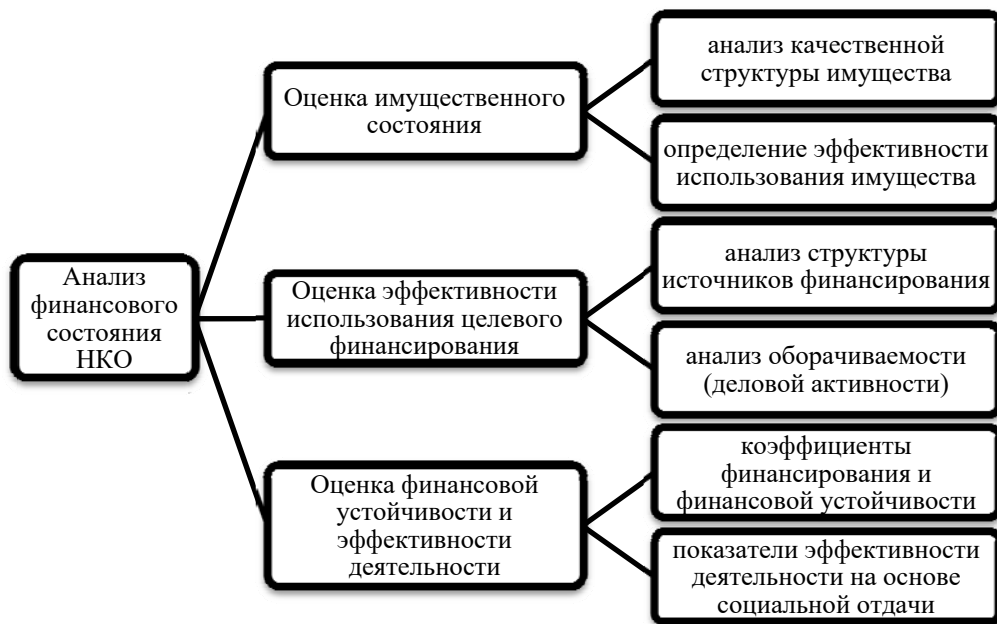 Анализ
финансового
состояния
НКО
Оценка имущественного
состояния
анализ качественной
структуры имущества
определение эффективности
использования имущества
Оценка эффективности
использования целевого
финансирования
анализ структуры
источников финансирования
анализ оборачиваемости
(деловой активности)
Оценка финансовой
устойчивости и
эффективности
деятельности
коэффициенты
финансирования и
финансовой устойчивости
показатели эффективности
деятельности на основе
социальной отдачи